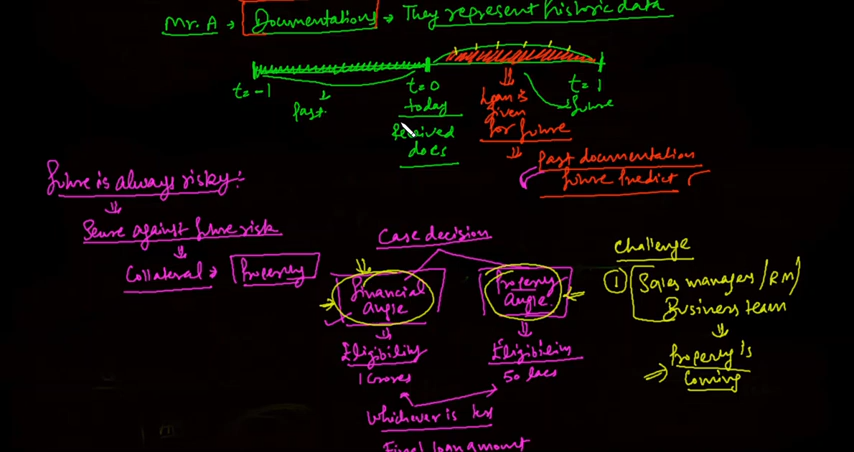 Mr. A → Documentations → They represent historic data
t=-1
t=0
t=1
past
today
Received
docs
Loan is
given
for future
future
Past documentation
future predict
future is always risky:
Secure against future risk
Collateral → Property
Case decision
Financial
angle
Property
angle.
Eligibility
1 crores
Eligibility
50 lacs
Whichever is less
Final loan amount
Challenge
① Sales managers/RM/
Business team
Property is
coming